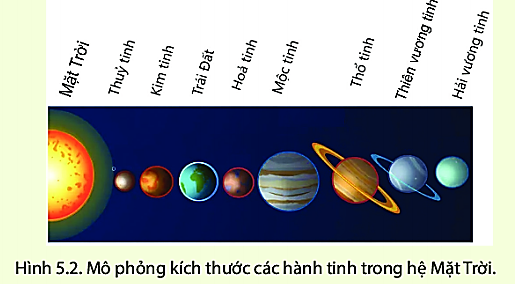 Mặt Trời
Thuỷ tinh
Kim tinh
Trái Đất
Hoả tinh
Mộc tinh
Thổ tinh
Thiên vương tinh
Hải vương tinh
Hình 5.2. Mô phỏng kích thước các hành tinh trong hệ Mặt Trời.